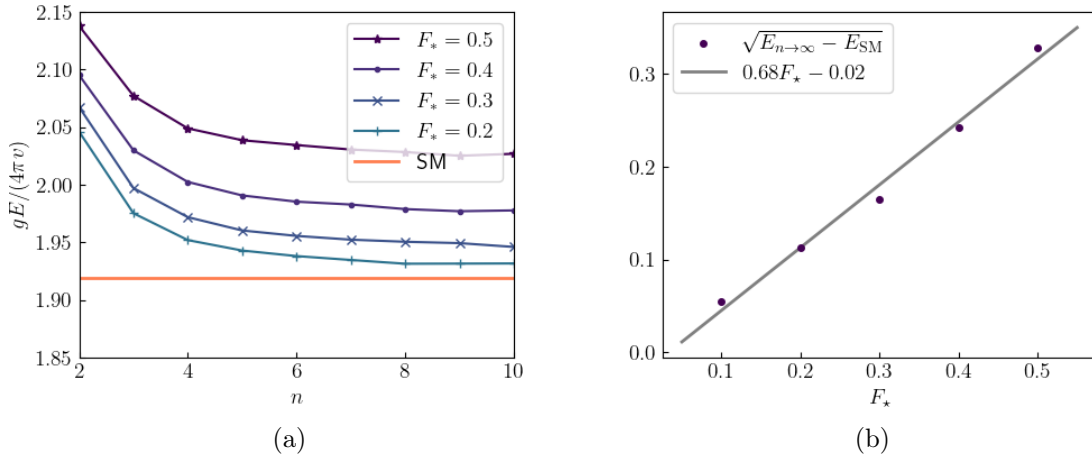 2.15
2.10
2.05
2.00
1.95
1.90
1.85
gE/(4πv)
2 4 6 8 10
n
F* = 0.5
F* = 0.4
F* = 0.3
F* = 0.2
SM
(a)
0.3
0.2
0.1
0.0
0.1 0.2 0.3 0.4 0.5
F⋆
√(E_{n→∞} − E_SM)
0.68F⋆ − 0.02
(b)